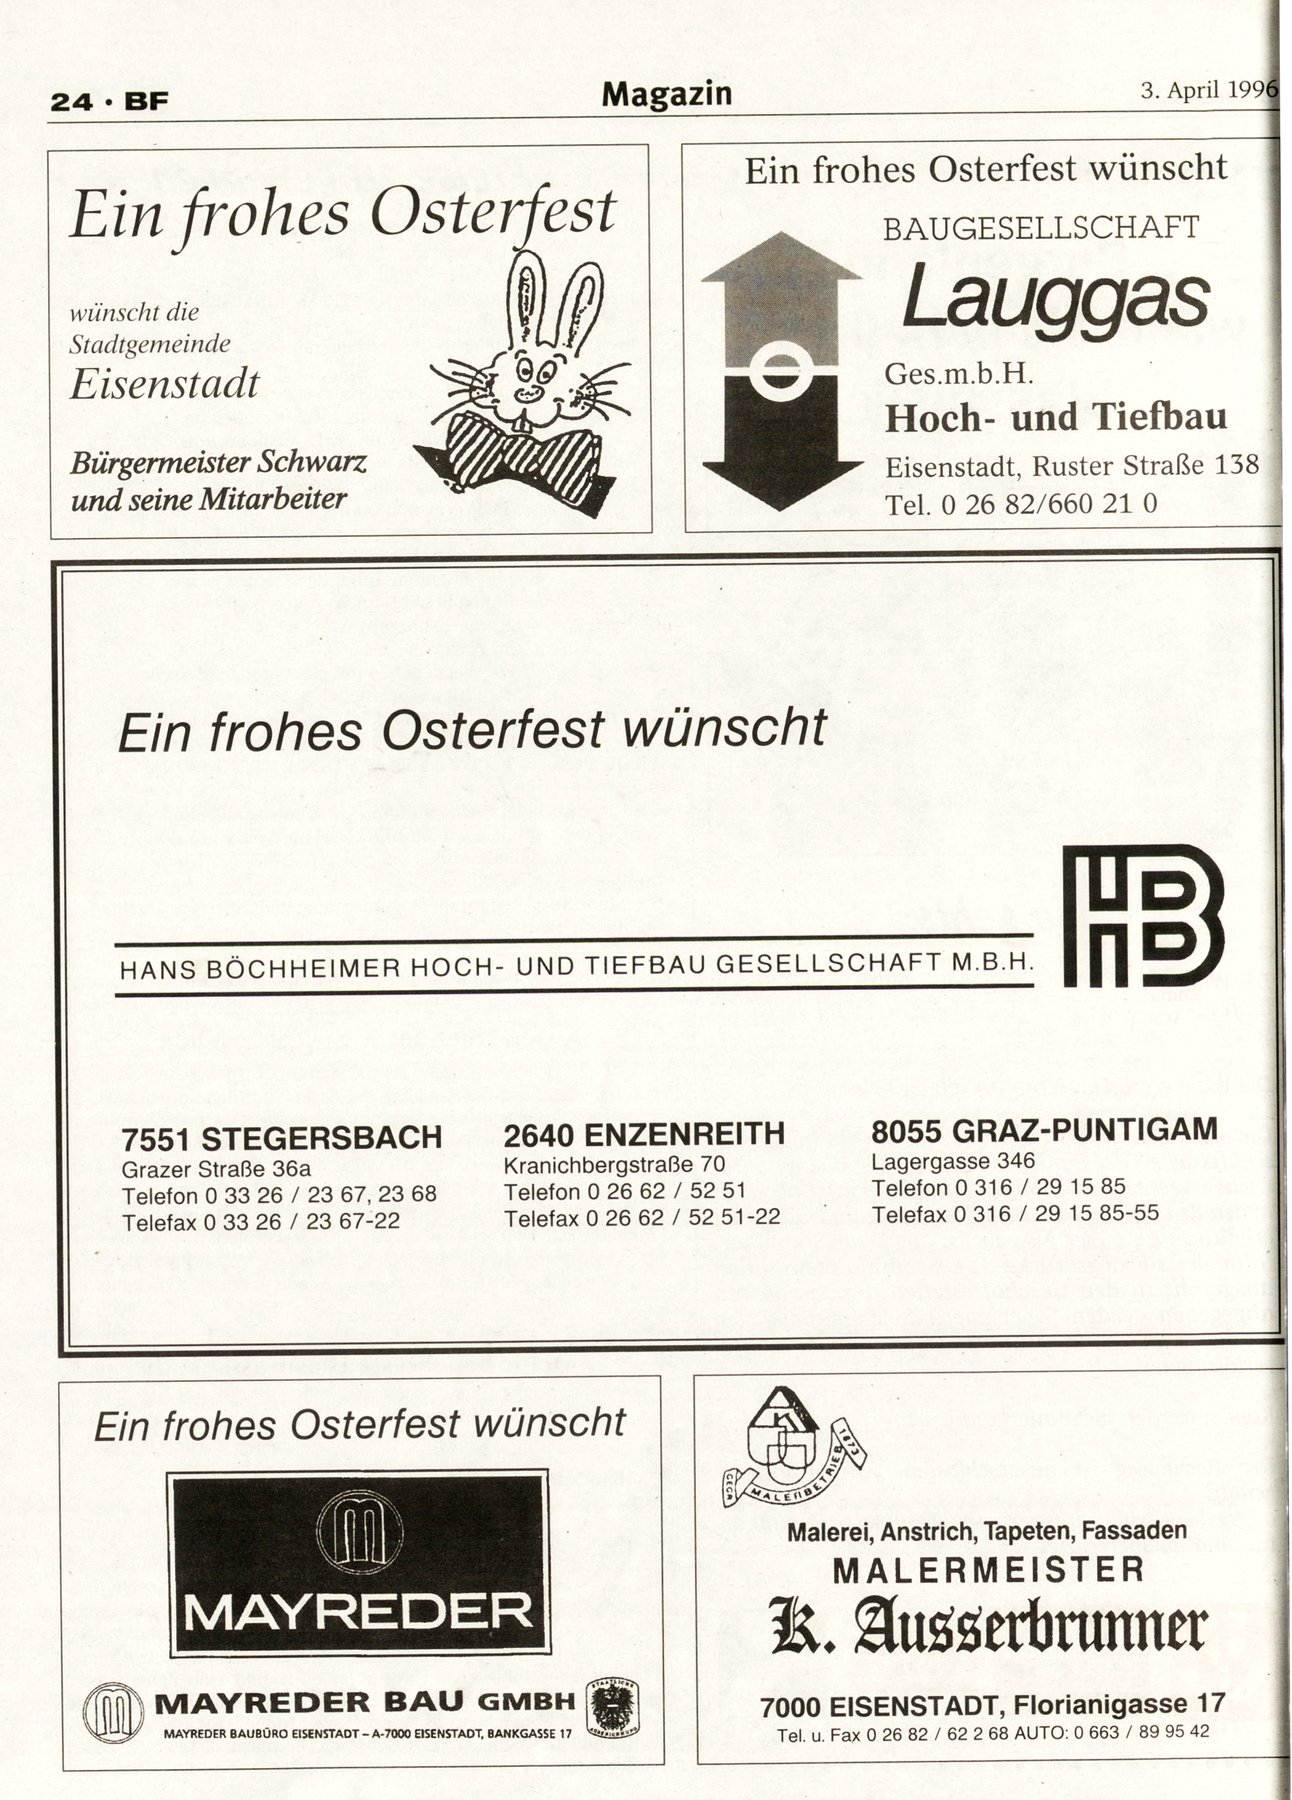 24 · BF
Magazin
3. April 1996
Ein frohes Osterfest
wünscht die
Stadtgemeinde
Eisenstadt
Bürgermeister Schwarz
und seine Mitarbeiter
Ein frohes Osterfest wünscht
BAUGESELLSCHAFT
Lauggas
Ges.m.b.H.
Hoch- und Tiefbau
Eisenstadt, Ruster Straße 138
Tel. 0 26 82/660 21 0
Ein frohes Osterfest wünscht
HB
HANS BÖCHHEIMER HOCH- UND TIEFBAU GESELLSCHAFT M.B.H.
7551 STEGERSBACH
Grazer Straße 36a
Telefon 0 33 26 / 23 67, 23 68
Telefax 0 33 26 / 23 67-22
2640 ENZENREITH
Kranichbergstraße 70
Telefon 0 26 62 / 52 51
Telefax 0 26 62 / 52 51-22
8055 GRAZ-PUNTIGAM
Lagergasse 346
Telefon 0 316 / 29 15 85
Telefax 0 316 / 29 15 85-55
Ein frohes Osterfest wünscht
MAYREDER
MAYREDER BAU GMBH
MAYREDER BAUBÜRO EISENSTADT – A-7000 EISENSTADT, BANKGASSE 17
GEGR MALERBETRIEB 1873
Malerei, Anstrich, Tapeten, Fassaden
MALERMEISTER
K. Ausserbrunner
7000 EISENSTADT, Florianigasse 17
Tel. u. Fax 0 26 82 / 62 2 68 AUTO: 0 663 / 89 95 42